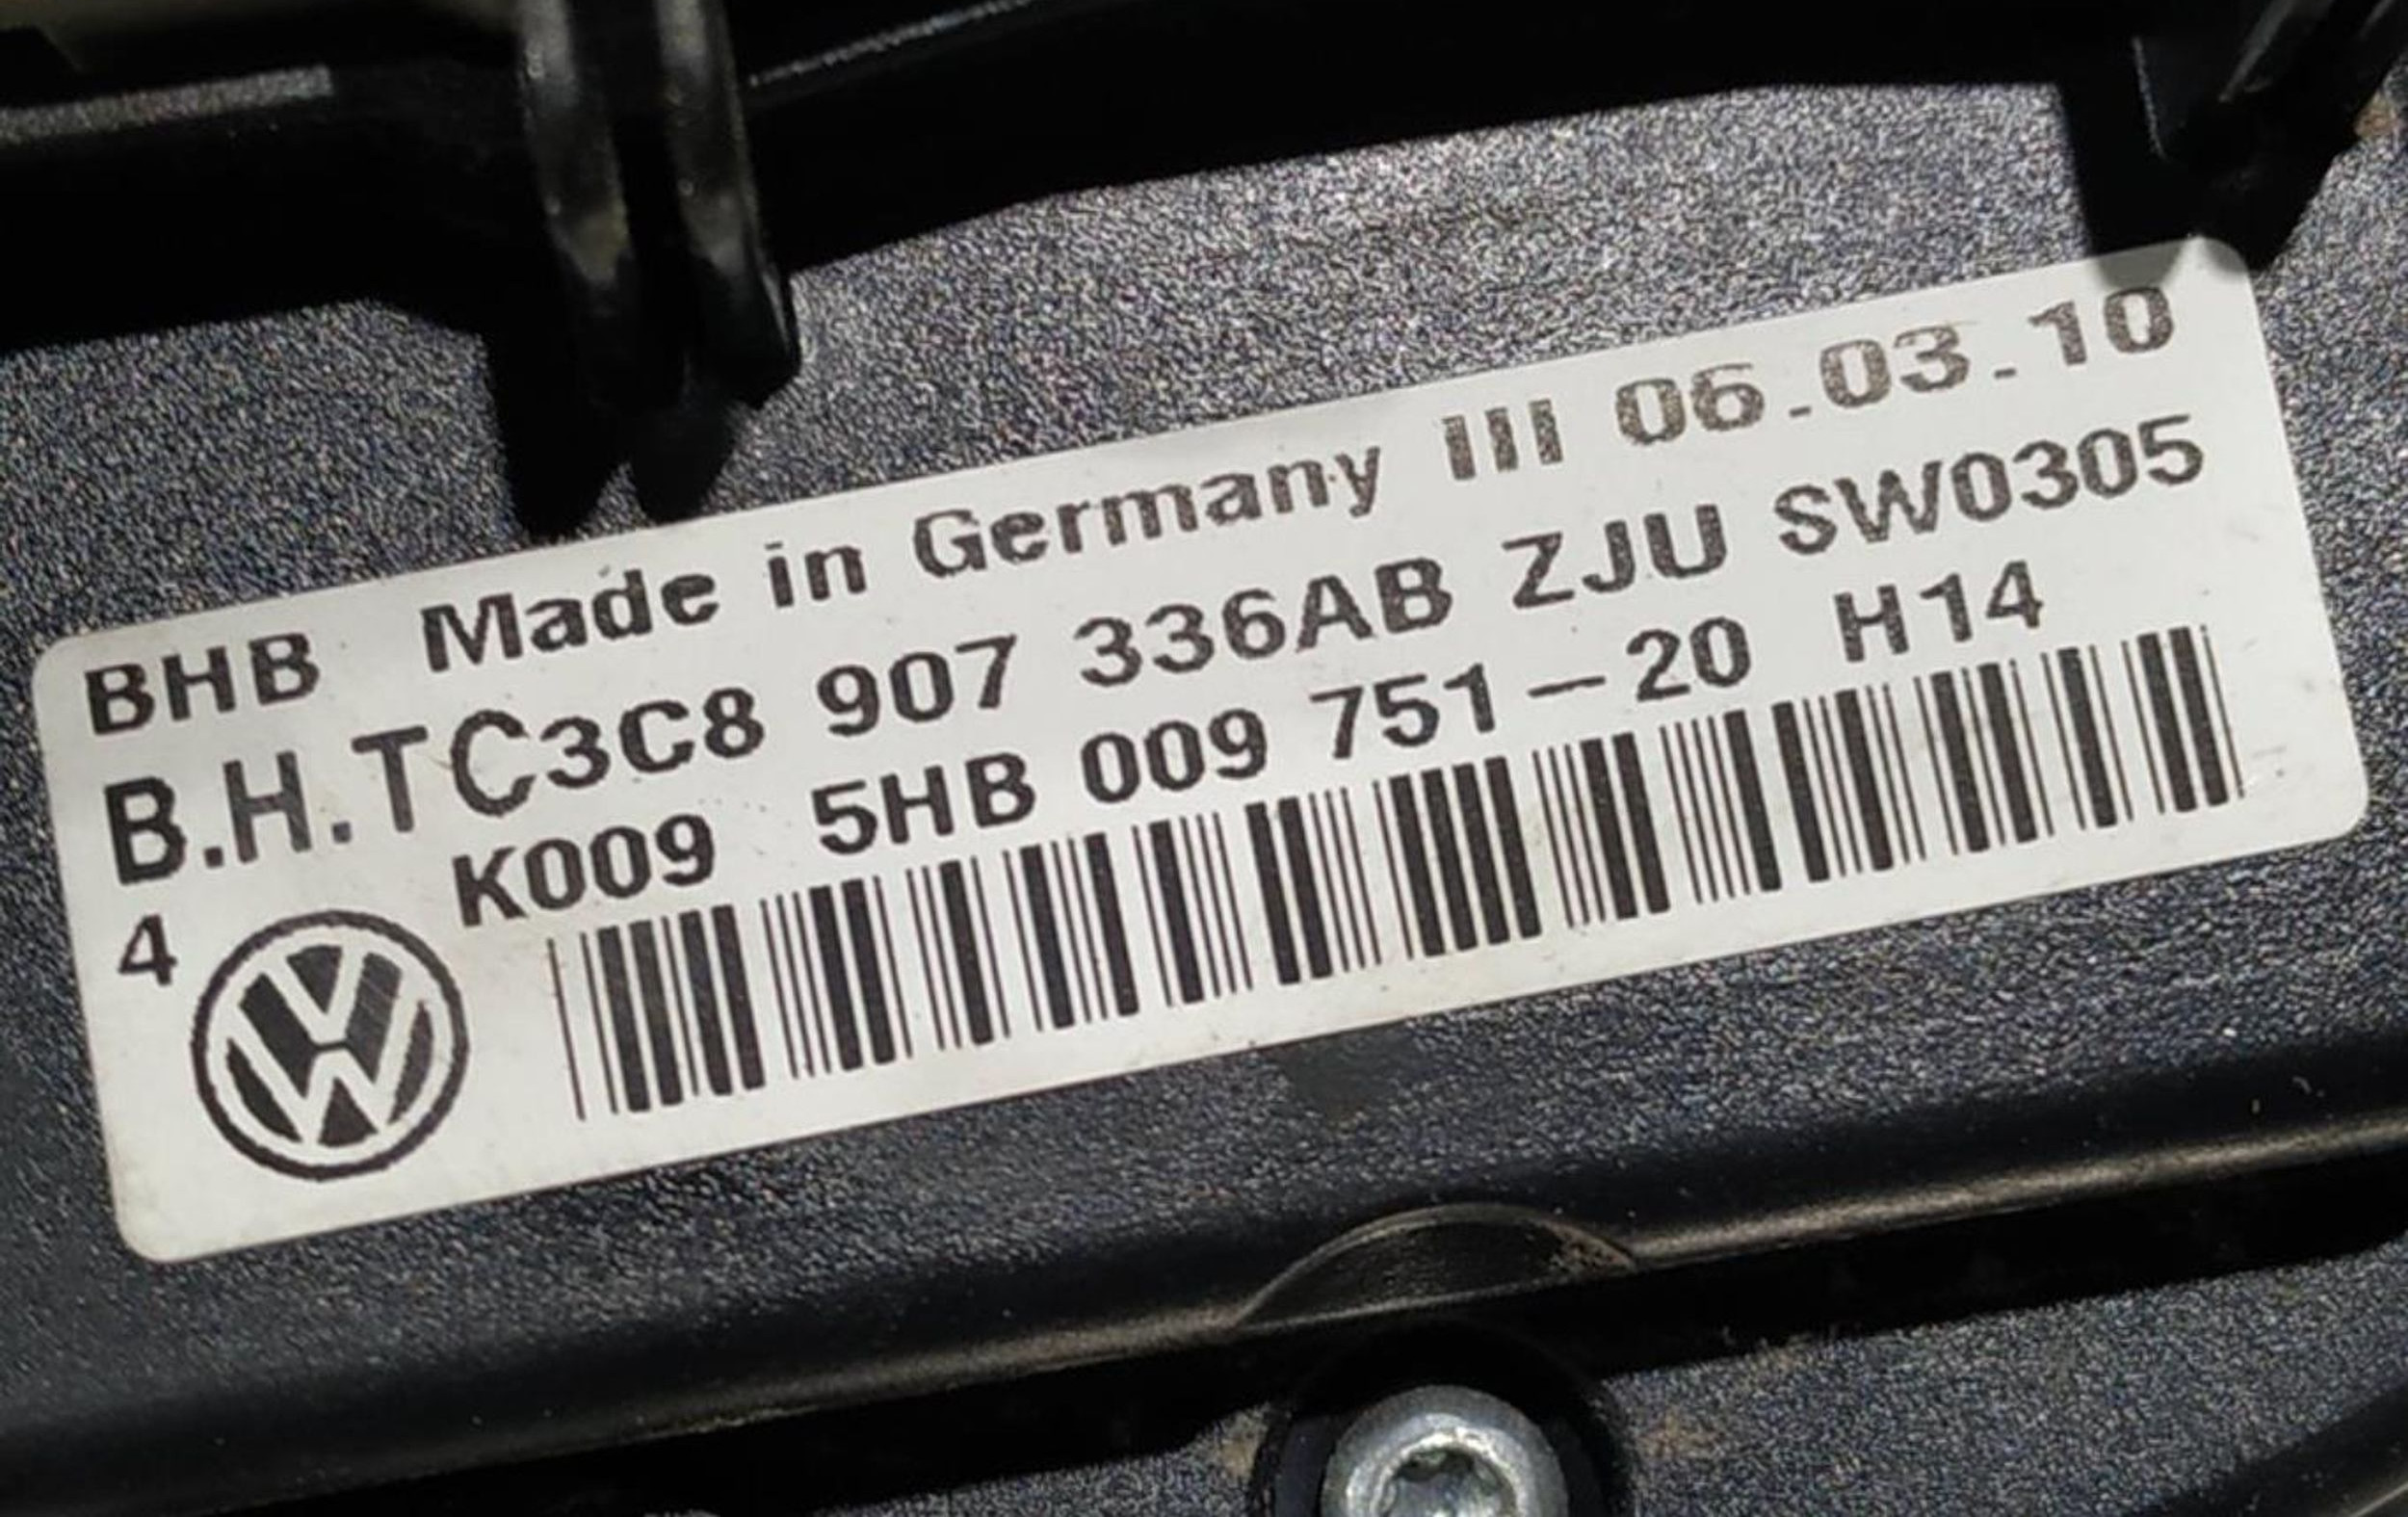 BHB Made in Germany III 06.03.10
B.H.TC3C8 907 336AB ZJU SW0305
K009 5HB 009 751-20 H14
4